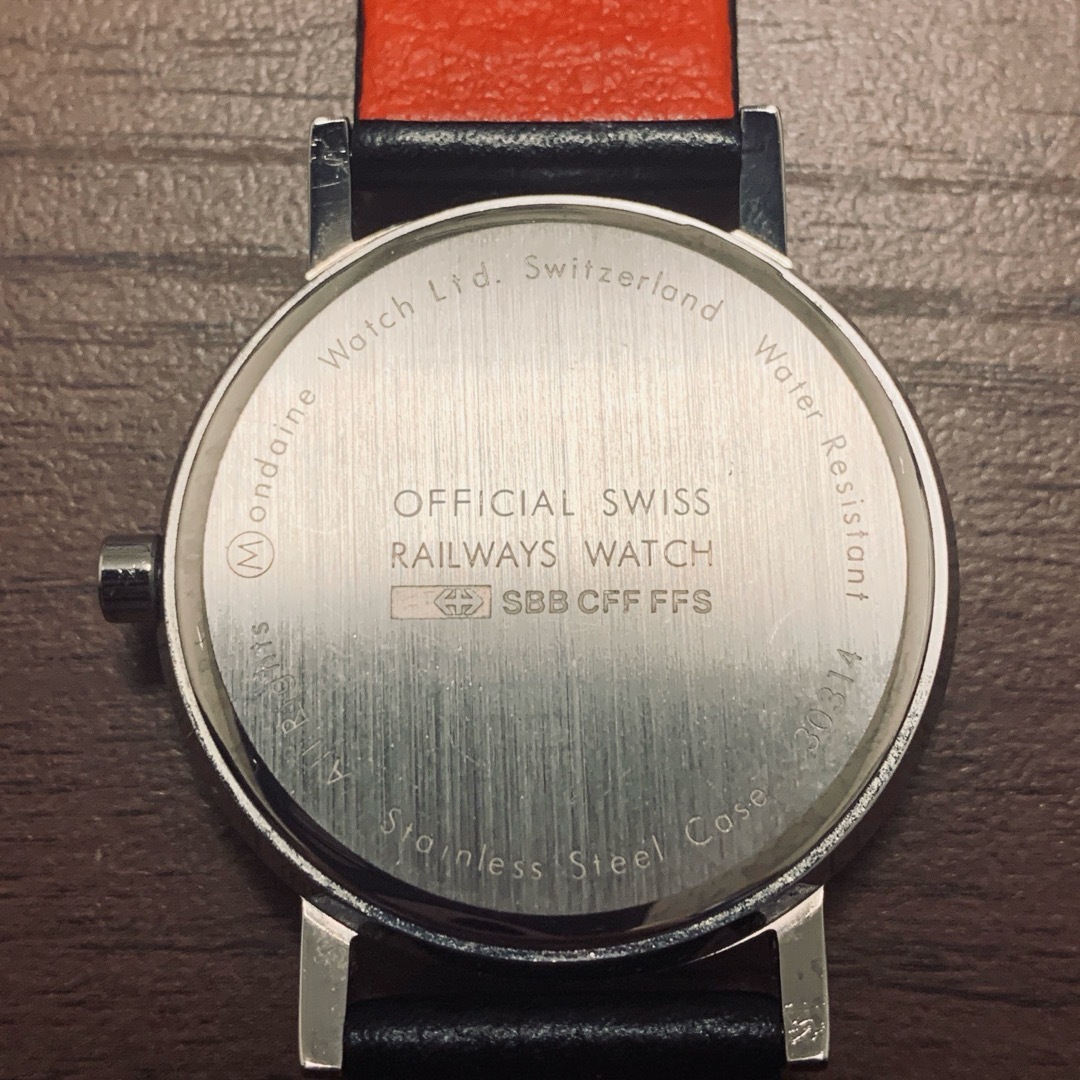 Ⓜondaine Watch Ltd. Switzerland
Water Resistant
30314
Stainless Steel Case
All Rights
OFFICIAL SWISS
RAILWAYS WATCH
SBB CFF FFS